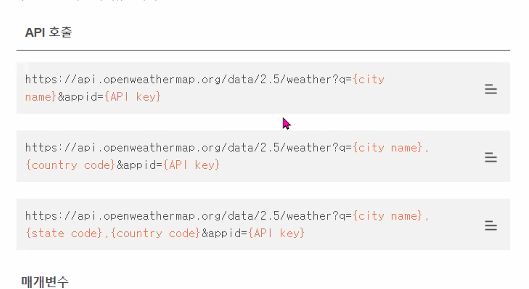 API 호출
https://api.openweathermap.org/data/2.5/weather?q={city
name}&appid={API key}
https://api.openweathermap.org/data/2.5/weather?q={city name},
{country code}&appid={API key}
https://api.openweathermap.org/data/2.5/weather?q={city name},
{state code},{country code}&appid={API key}
매개변수